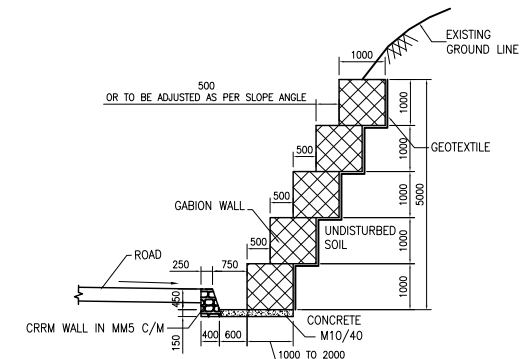 EXISTING
GROUND LINE
1000
500
OR TO BE ADJUSTED AS PER SLOPE ANGLE
1000
GEOTEXTILE
1000
500
1000
5000
500
GABION WALL
UNDISTURBED
SOIL
1000
500
ROAD
250
750
1000
450
CRRM WALL IN MM5 C/M
CONCRETE
M10/40
150
400
600
1000 TO 2000